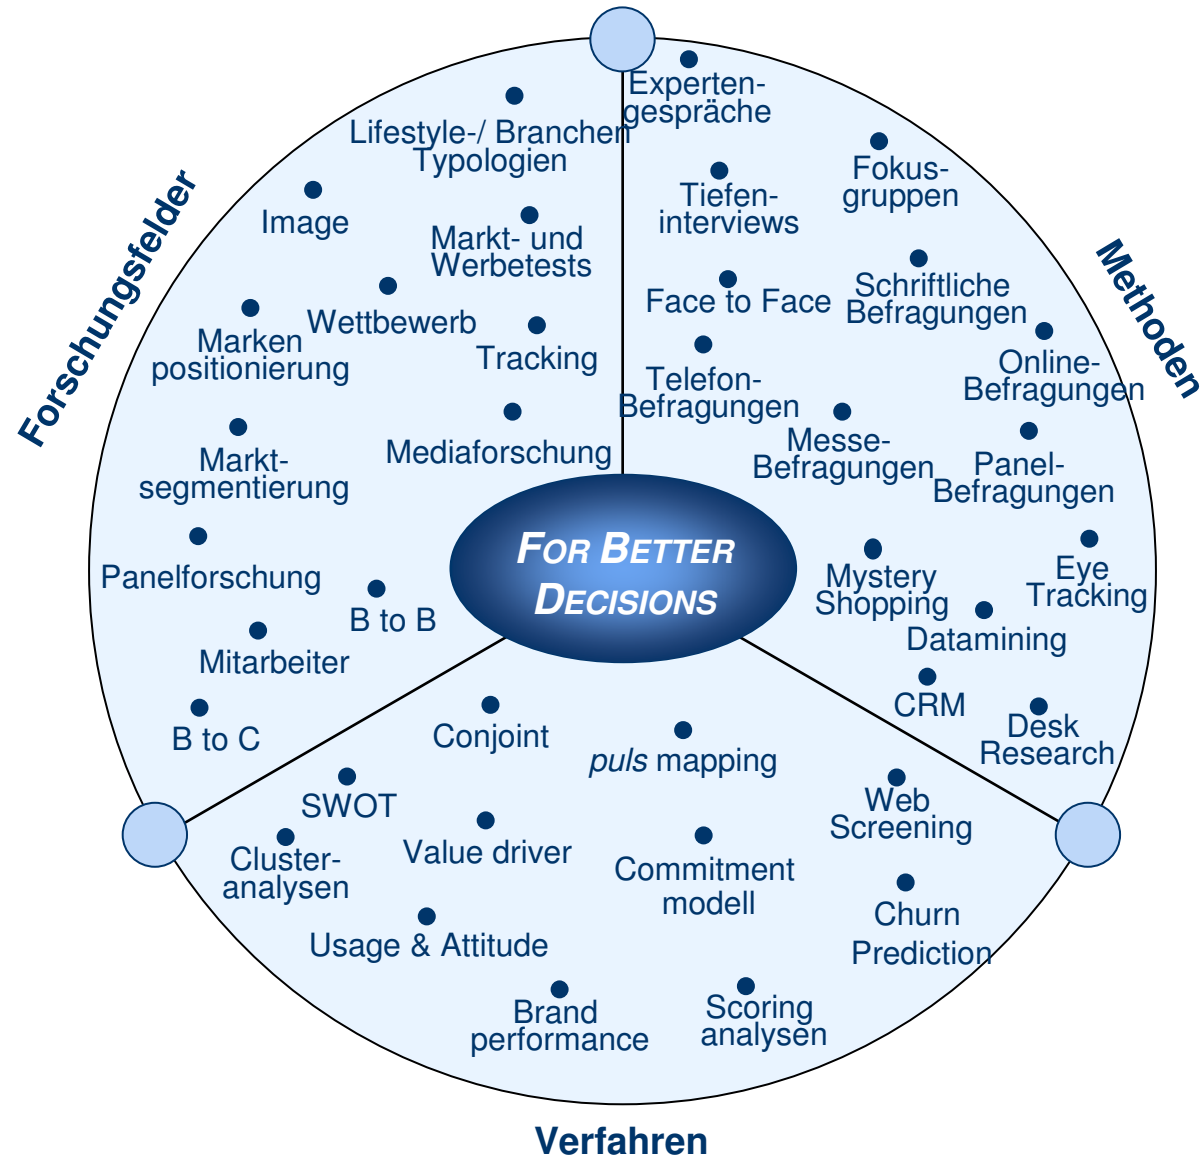 Forschungsfelder
Lifestyle-/ Branchen
Typologien
Image
Markt- und
Werbetests
Wettbewerb
Marken
positionierung
Tracking
Mediaforschung
Markt-
segmentierung
Panelforschung
B to B
Mitarbeiter
B to C
Methoden
Experten-
gespräche
Fokus-
gruppen
Tiefen-
interviews
Schriftliche
Befragungen
Face to Face
Online-
Befragungen
Telefon-
Befragungen
Messe-
Befragungen
Panel-
Befragungen
Mystery
Shopping
Eye
Tracking
Datamining
CRM
Desk
Research
FOR BETTER
DECISIONS
Conjoint
puls mapping
SWOT
Web
Screening
Value driver
Cluster-
analysen
Commitment
modell
Churn
Prediction
Usage & Attitude
Brand
performance
Scoring
analysen
Verfahren